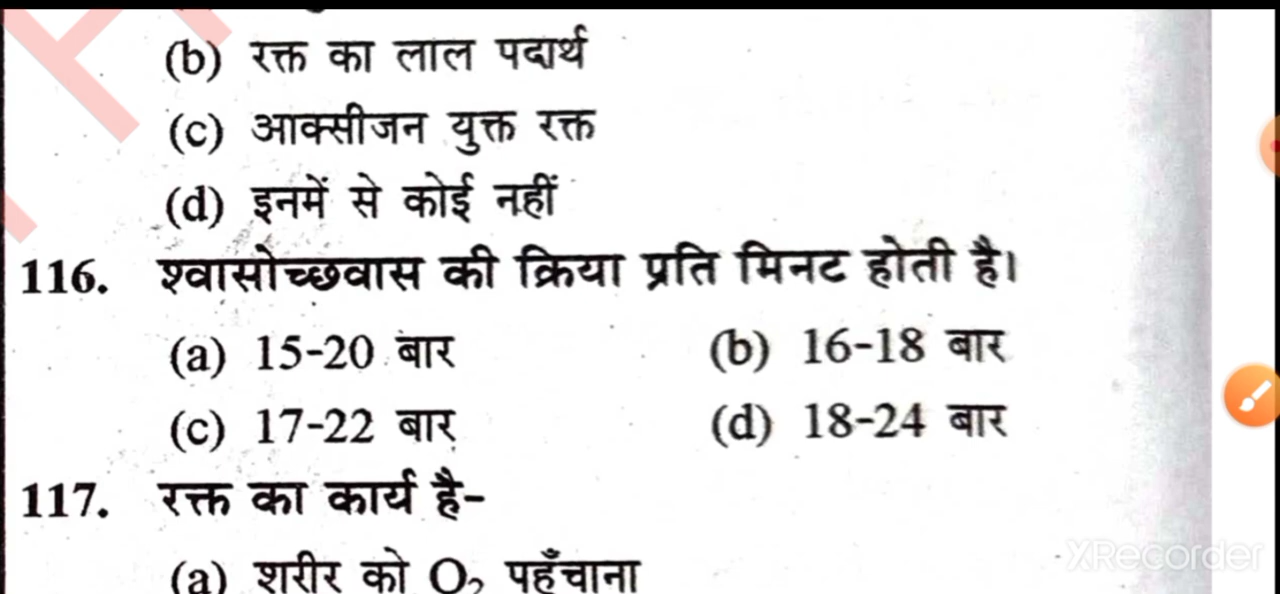 (b) रक्त का लाल पदार्थ
(c) आक्सीजन युक्त रक्त
(d) इनमें से कोई नहीं
116. श्वासोच्छवास की क्रिया प्रति मिनट होती है।
(a) 15-20 बार (b) 16-18 बार
(c) 17-22 बार (d) 18-24 बार
117. रक्त का कार्य है-
(a) शरीर को O₂ पहुँचाना
XRecorder